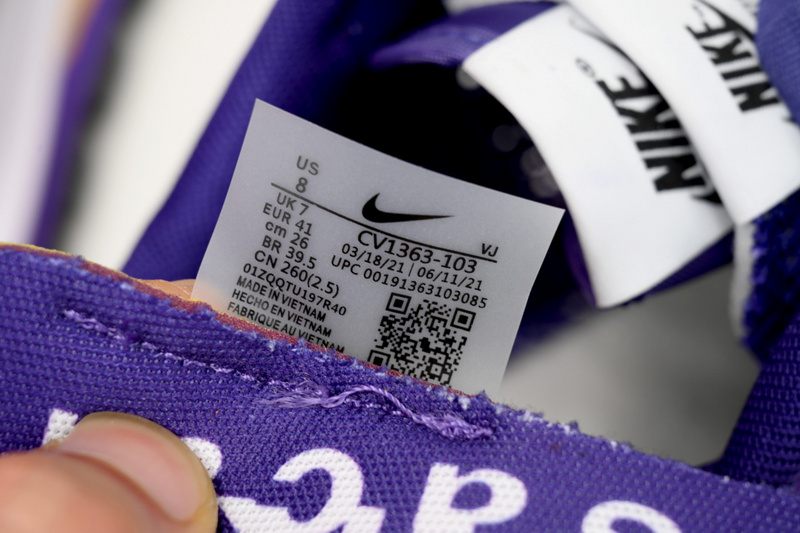 US
8
UK 7
EUR 41
cm 26
BR 39.5
CN 260(2.5)
01ZQQTU197R40
MADE IN VIETNAM
HECHO EN VIETNAM
FABRIQUE AU VIETNAM
CV1363-103 VJ
03/18/21 | 06/11/21
UPC 00191363103085
NIKE®
NIKE